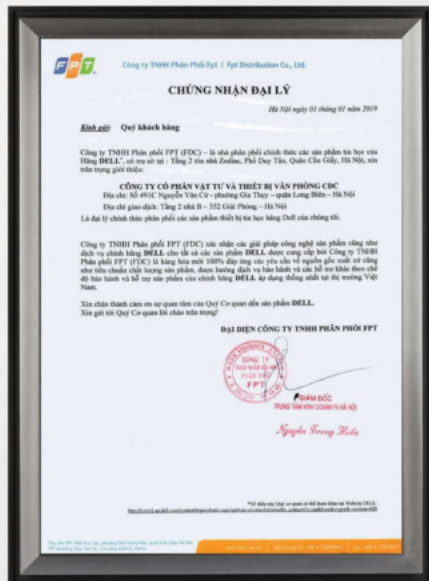 FPT
Công ty TNHH Phân Phối Fpt | Fpt Distribution Co., Ltd.
CHỨNG NHẬN ĐẠI LÝ
Hà Nội ngày 01 tháng 01 năm 2019
Kính gửi: Quý khách hàng
Công ty TNHH Phân phối FPT (FDC) – là nhà phân phối chính thức các sản phẩm tin học của
Hãng DELL*, có trụ sở tại : Tầng 2 tòa nhà Zodiac, Phố Duy Tân, Quận Cầu Giấy, Hà Nội, xin
trân trọng giới thiệu:
CÔNG TY CỔ PHẦN VẬT TƯ VÀ THIẾT BỊ VĂN PHÒNG CDC
Địa chỉ: Số 491C Nguyễn Văn Cừ - phường Gia Thụy – quận Long Biên – Hà Nội
Địa chỉ giao dịch: Tầng 2 nhà B – 352 Giải Phóng – Hà Nội
Là đại lý chính thức phân phối các sản phẩm thiết bị tin học hãng Dell của chúng tôi.
Công ty TNHH Phân phối FPT (FDC) xác nhận các giải pháp công nghệ sản phẩm cũng như
dịch vụ chính hãng DELL cho tất cả các sản phẩm DELL được cung cấp bởi Công ty TNHH
Phân phối FPT (FDC) là hàng hóa mới 100% đáp ứng các yêu cầu về nguồn gốc xuất xứ cũng
như tiêu chuẩn chất lượng sản phẩm, được hưởng dịch vụ bảo hành và các hỗ trợ khác theo chế
độ bảo hành và hỗ trợ sản phẩm của chính hãng DELL áp dụng thống nhất tại thị trường Việt
Nam.
Xin chân thành cảm ơn sự quan tâm của Quý Cơ quan đến sản phẩm DELL.
Xin gửi tới Quý Cơ quan lời chào trân trọng!
ĐẠI DIỆN CÔNG TY TNHH PHÂN PHỐI FPT
CÔNG TY
PHÂN PHỐI
FPT
GIÁM ĐỐC
TRUNG TÂM KINH DOANH PN HÀ NỘI
Nguyễn Trung Hiếu